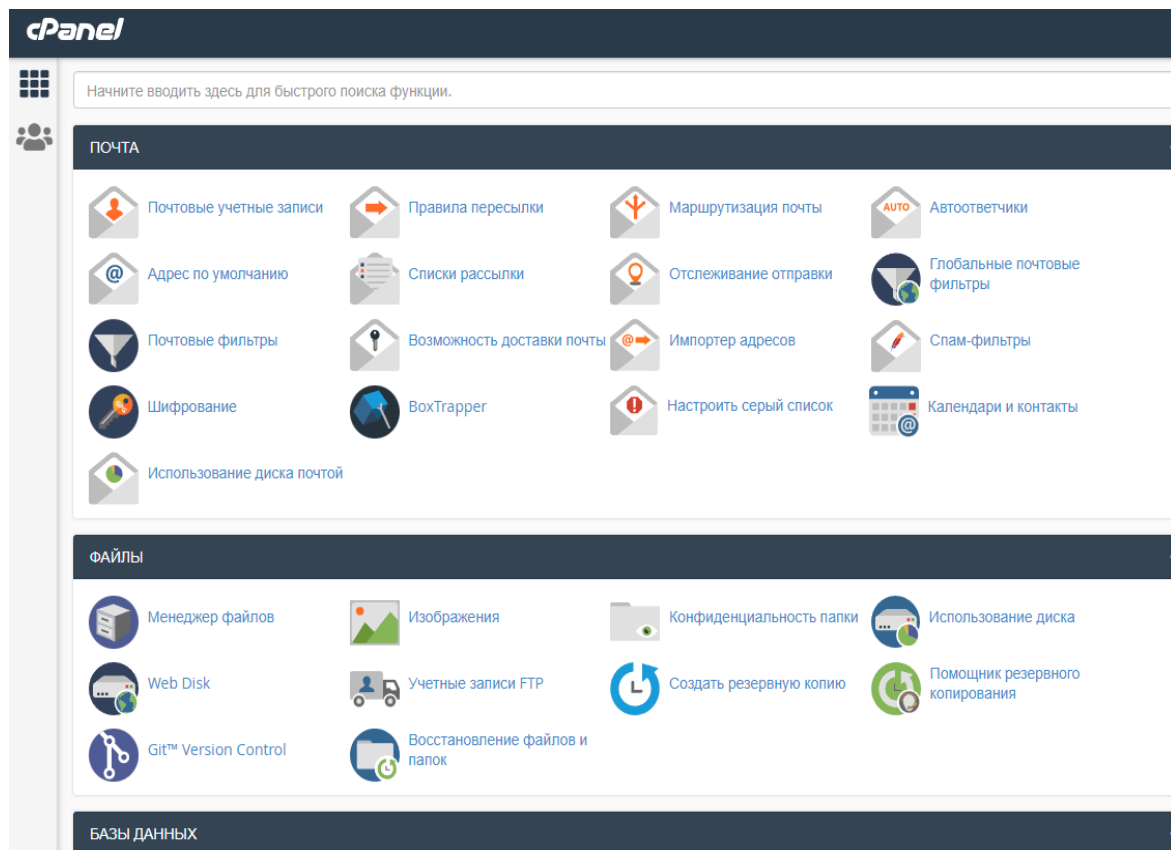 cPanel
Начните вводить здесь для быстрого поиска функции.
ПОЧТА
Почтовые учетные записи
Правила пересылки
Маршрутизация почты
AUTO
Автоответчики
@
Адрес по умолчанию
Списки рассылки
Отслеживание отправки
Глобальные почтовые
фильтры
Почтовые фильтры
Возможность доставки почты
@
Импортер адресов
Спам-фильтры
Шифрование
BoxTrapper
Настроить серый список
@
Календари и контакты
Использование диска почтой
ФАЙЛЫ
Менеджер файлов
Изображения
Конфиденциальность папки
Использование диска
Web Disk
Учетные записи FTP
Создать резервную копию
Помощник резервного
копирования
Git™ Version Control
Восстановление файлов и
папок
БАЗЫ ДАННЫХ